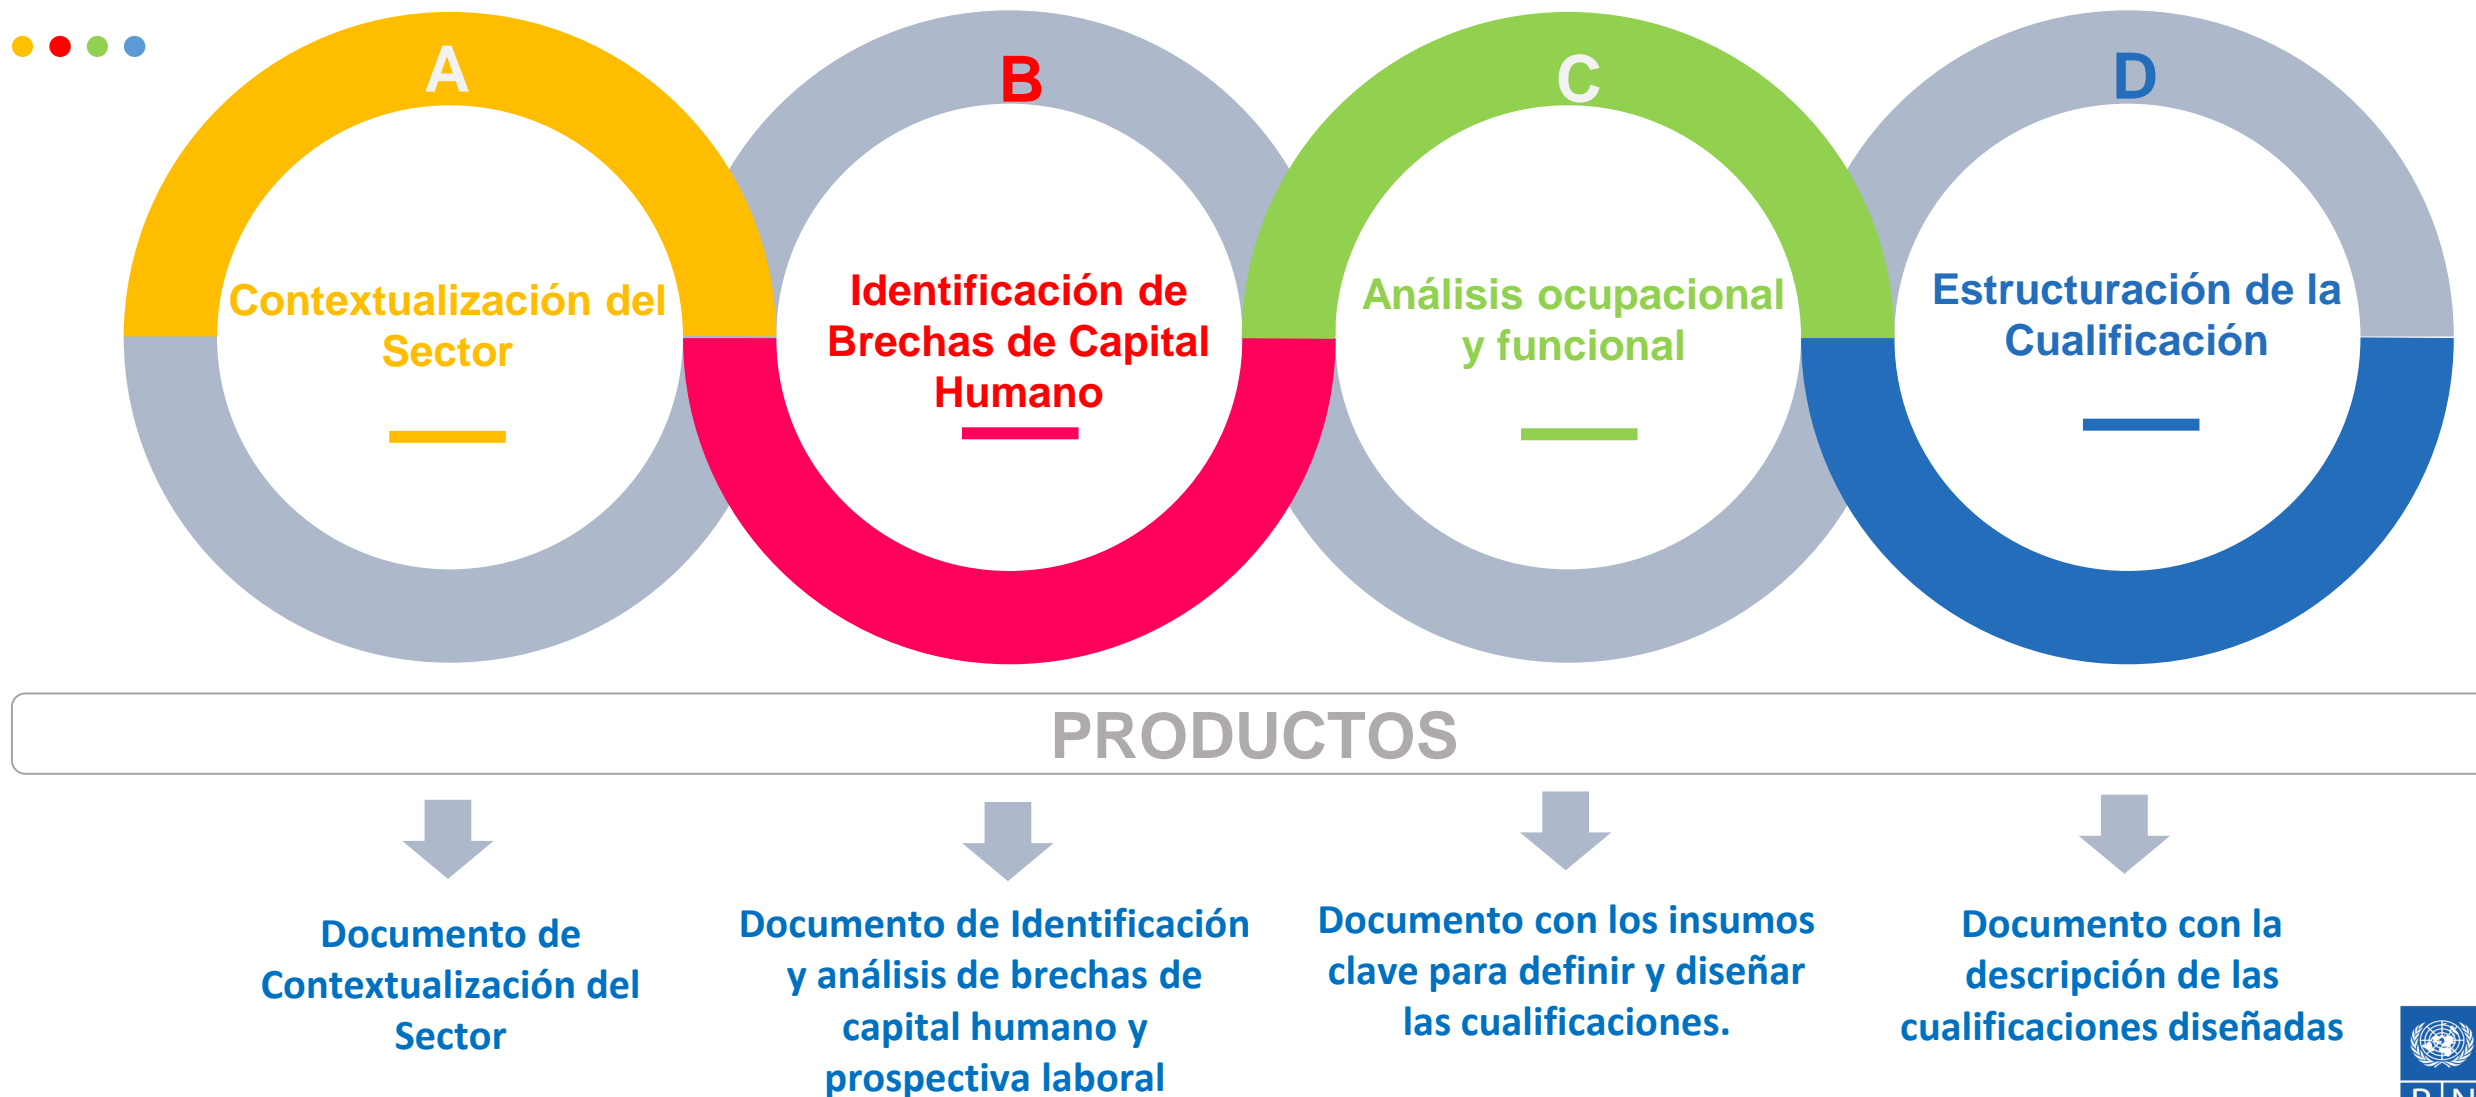 A
B
C
D
Contextualización del
Sector
Identificación de
Brechas de Capital
Humano
Análisis ocupacional
y funcional
Estructuración de la
Cualificación
PRODUCTOS
Documento de
Contextualización del
Sector
Documento de Identificación
y análisis de brechas de
capital humano y
prospectiva laboral
Documento con los insumos
clave para definir y diseñar
las cualificaciones.
Documento con la
descripción de las
cualificaciones diseñadas
P N